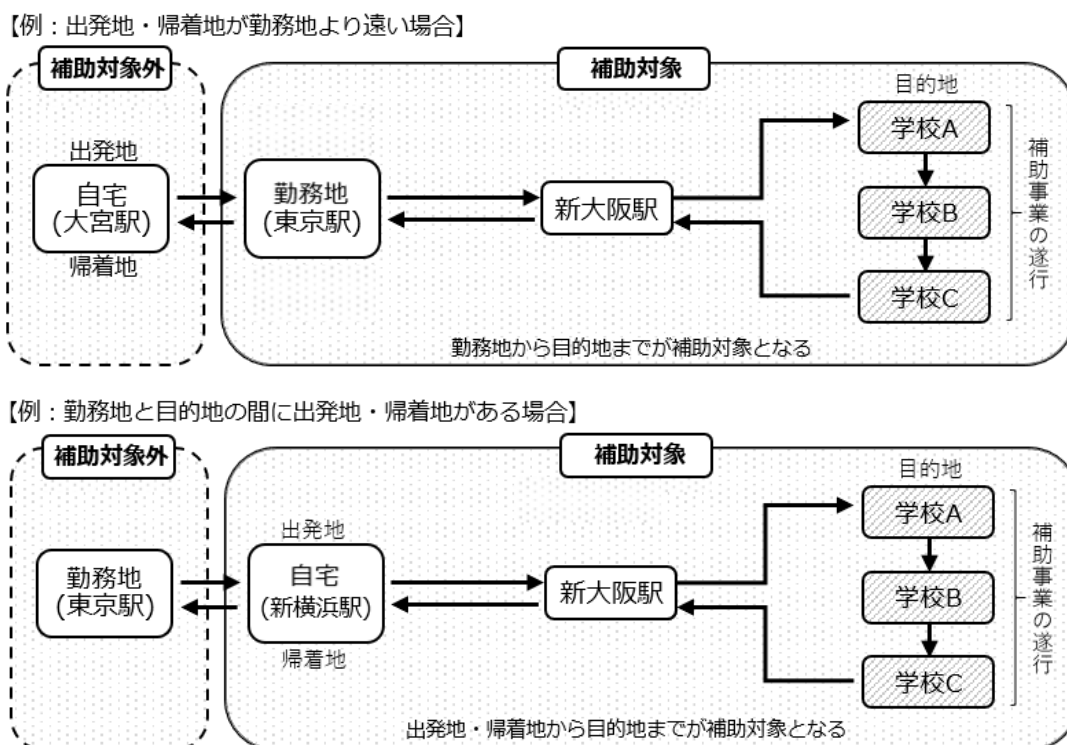 【例：出発地・帰着地が勤務地より遠い場合】
補助対象外
補助対象
目的地
出発地
自宅
(大宮駅)
帰着地
勤務地
(東京駅)
新大阪駅
学校A
学校B
学校C
補助事業の遂行
勤務地から目的地までが補助対象となる
【例：勤務地と目的地の間に出発地・帰着地がある場合】
補助対象外
補助対象
目的地
勤務地
(東京駅)
出発地
自宅
(新横浜駅)
帰着地
新大阪駅
学校A
学校B
学校C
補助事業の遂行
出発地・帰着地から目的地までが補助対象となる